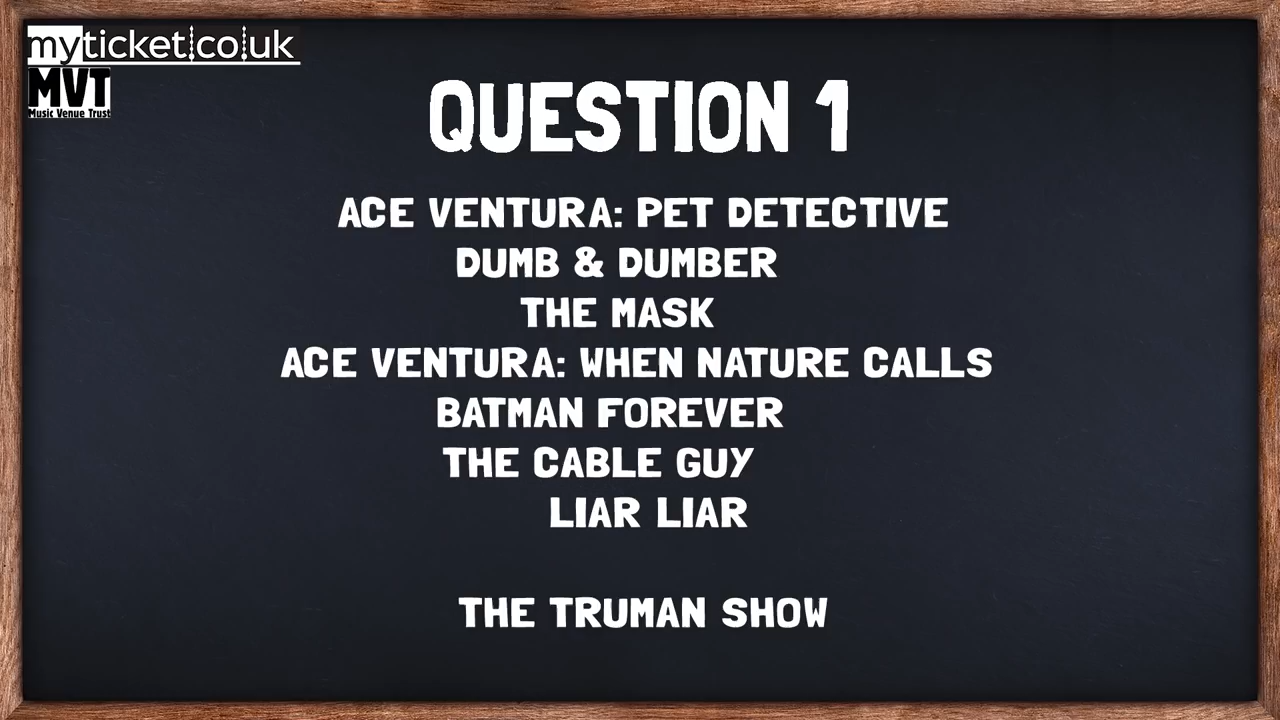 myticket.co.uk
MVT
Music Venue Trust
QUESTION 1
ACE VENTURA: PET DETECTIVE
DUMB & DUMBER
THE MASK
ACE VENTURA: WHEN NATURE CALLS
BATMAN FOREVER
THE CABLE GUY
LIAR LIAR
THE TRUMAN SHOW